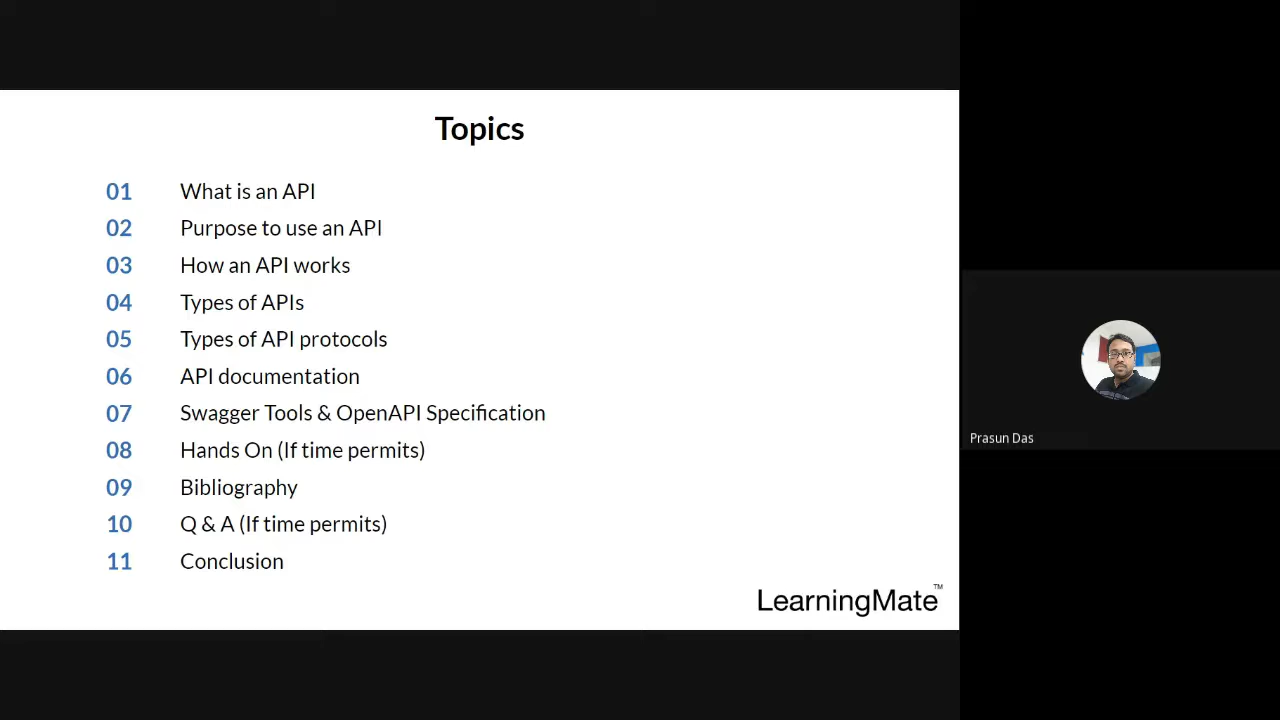 Topics
01 What is an API
02 Purpose to use an API
03 How an API works
04 Types of APIs
05 Types of API protocols
06 API documentation
07 Swagger Tools & OpenAPI Specification
08 Hands On (If time permits)
09 Bibliography
10 Q & A (If time permits)
11 Conclusion
LearningMate™
Prasun Das